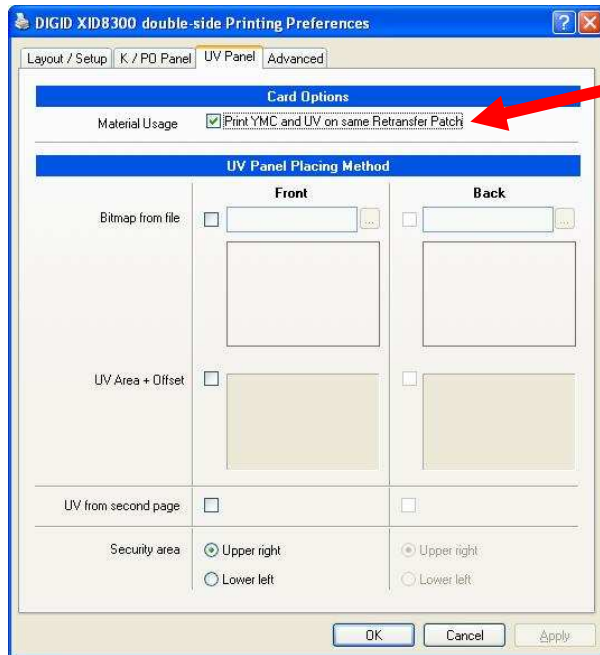 DIGID XID8300 double-side Printing Preferences
Layout / Setup K / PO Panel UV Panel Advanced
Card Options
Material Usage Print YMC and UV on same Retransfer Patch
UV Panel Placing Method
Front Back
Bitmap from file ... ...
UV Area + Offset
UV from second page
Security area Upper right Upper right
Lower left Lower left
OK Cancel Apply